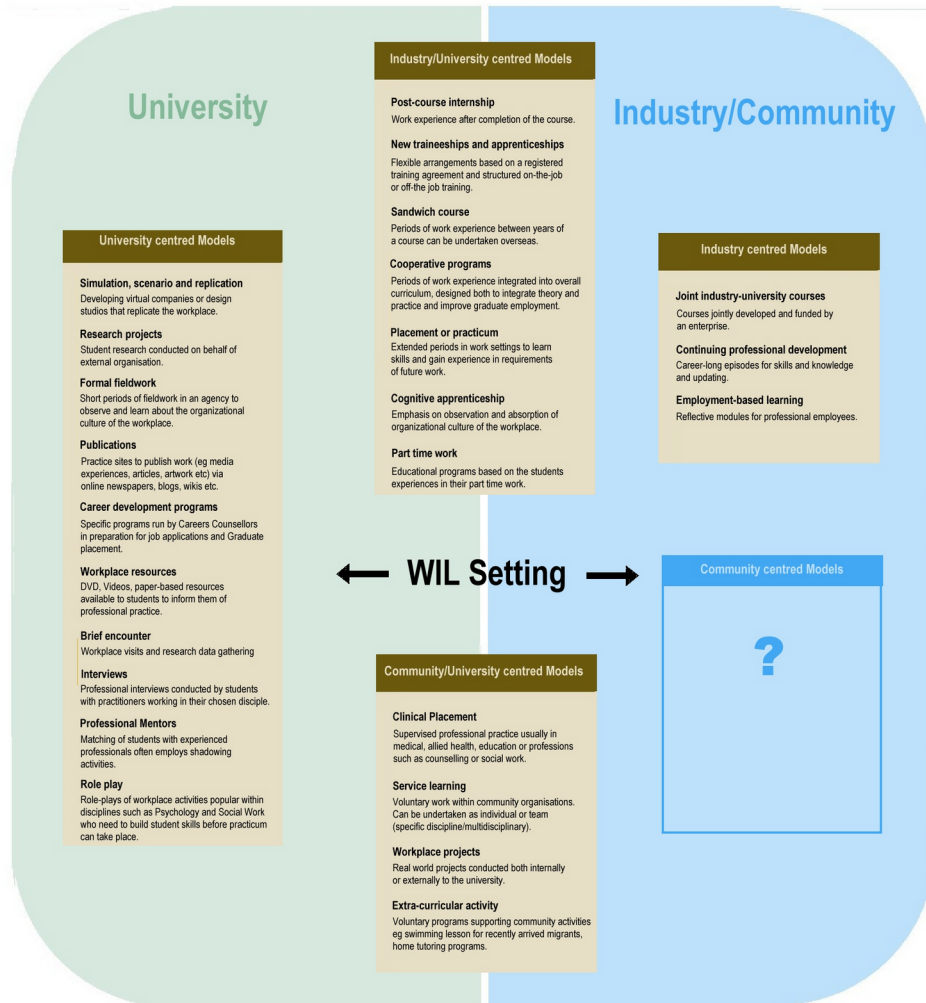 University
Industry/Community
Industry/University centred Models
Post-course internship
Work experience after completion of the course.
New traineeships and apprenticeships
Flexible arrangements based on a registered
training agreement and structured on-the-job
or off-the job training.
Sandwich course
Periods of work experience between years of
a course can be undertaken overseas.
Cooperative programs
Periods of work experience integrated into overall
curriculum, designed both to integrate theory and
practice and improve graduate employment.
Placement or practicum
Extended periods in work settings to learn
skills and gain experience in requirements
of future work.
Cognitive apprenticeship
Emphasis on observation and absorption of
organizational culture of the workplace.
Part time work
Educational programs based on the students
experiences in their part time work.
University centred Models
Simulation, scenario and replication
Developing virtual companies or design
studios that replicate the workplace.
Research projects
Student research conducted on behalf of
external organisation.
Formal fieldwork
Short periods of fieldwork in an agency to
observe and learn about the organizational
culture of the workplace.
Publications
Practice sites to publish work (eg media
experiences, articles, artwork etc) via
online newspapers, blogs, wikis etc.
Career development programs
Specific programs run by Careers Counsellors
in preparation for job applications and Graduate
placement.
Workplace resources
DVD, Videos, paper-based resources
available to students to inform them of
professional practice.
Brief encounter
Workplace visits and research data gathering
Interviews
Professional interviews conducted by students
with practitioners working in their chosen disciple.
Professional Mentors
Matching of students with experienced
professionals often employs shadowing
activities.
Role play
Role-plays of workplace activities popular within
disciplines such as Psychology and Social Work
who need to build student skills before practicum
can take place.
Industry centred Models
Joint industry-university courses
Courses jointly developed and funded by
an enterprise.
Continuing professional development
Career-long episodes for skills and knowledge
and updating.
Employment-based learning
Reflective modules for professional employees.
WIL Setting
Community centred Models
?
Community/University centred Models
Clinical Placement
Supervised professional practice usually in
medical, allied health, education or professions
such as counselling or social work.
Service learning
Voluntary work within community organisations.
Can be undertaken as individual or team
(specific discipline/multidisciplinary).
Workplace projects
Real world projects conducted both internally
or externally to the university.
Extra-curricular activity
Voluntary programs supporting community activities
eg swimming lesson for recently arrived migrants,
home tutoring programs.